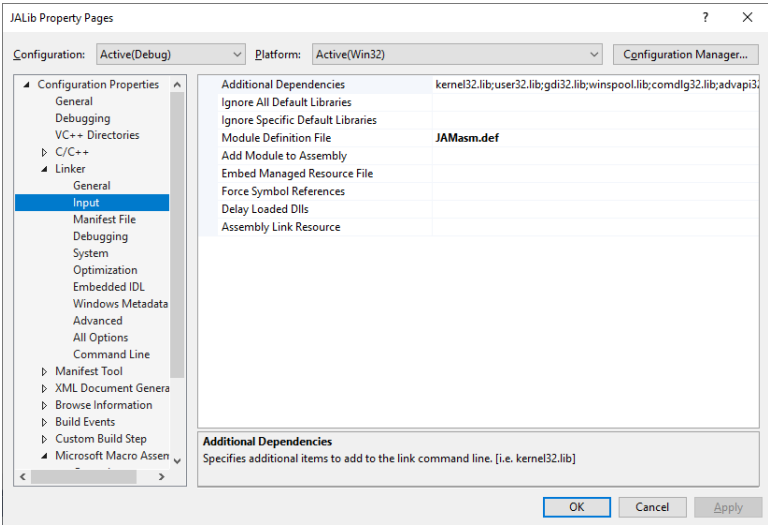 JALib Property Pages
? ×
Configuration: Active(Debug) Platform: Active(Win32) Configuration Manager...
Configuration Properties
General
Debugging
VC++ Directories
C/C++
Linker
General
Input
Manifest File
Debugging
System
Optimization
Embedded IDL
Windows Metadata
Advanced
All Options
Command Line
Manifest Tool
XML Document Genera
Browse Information
Build Events
Custom Build Step
Microsoft Macro Assem
Additional Dependencies kernel32.lib;user32.lib;gdi32.lib;winspool.lib;comdlg32.lib;advapi32
Ignore All Default Libraries
Ignore Specific Default Libraries
Module Definition File JAMasm.def
Add Module to Assembly
Embed Managed Resource File
Force Symbol References
Delay Loaded Dlls
Assembly Link Resource
Additional Dependencies
Specifies additional items to add to the link command line. [i.e. kernel32.lib]
OK Cancel Apply